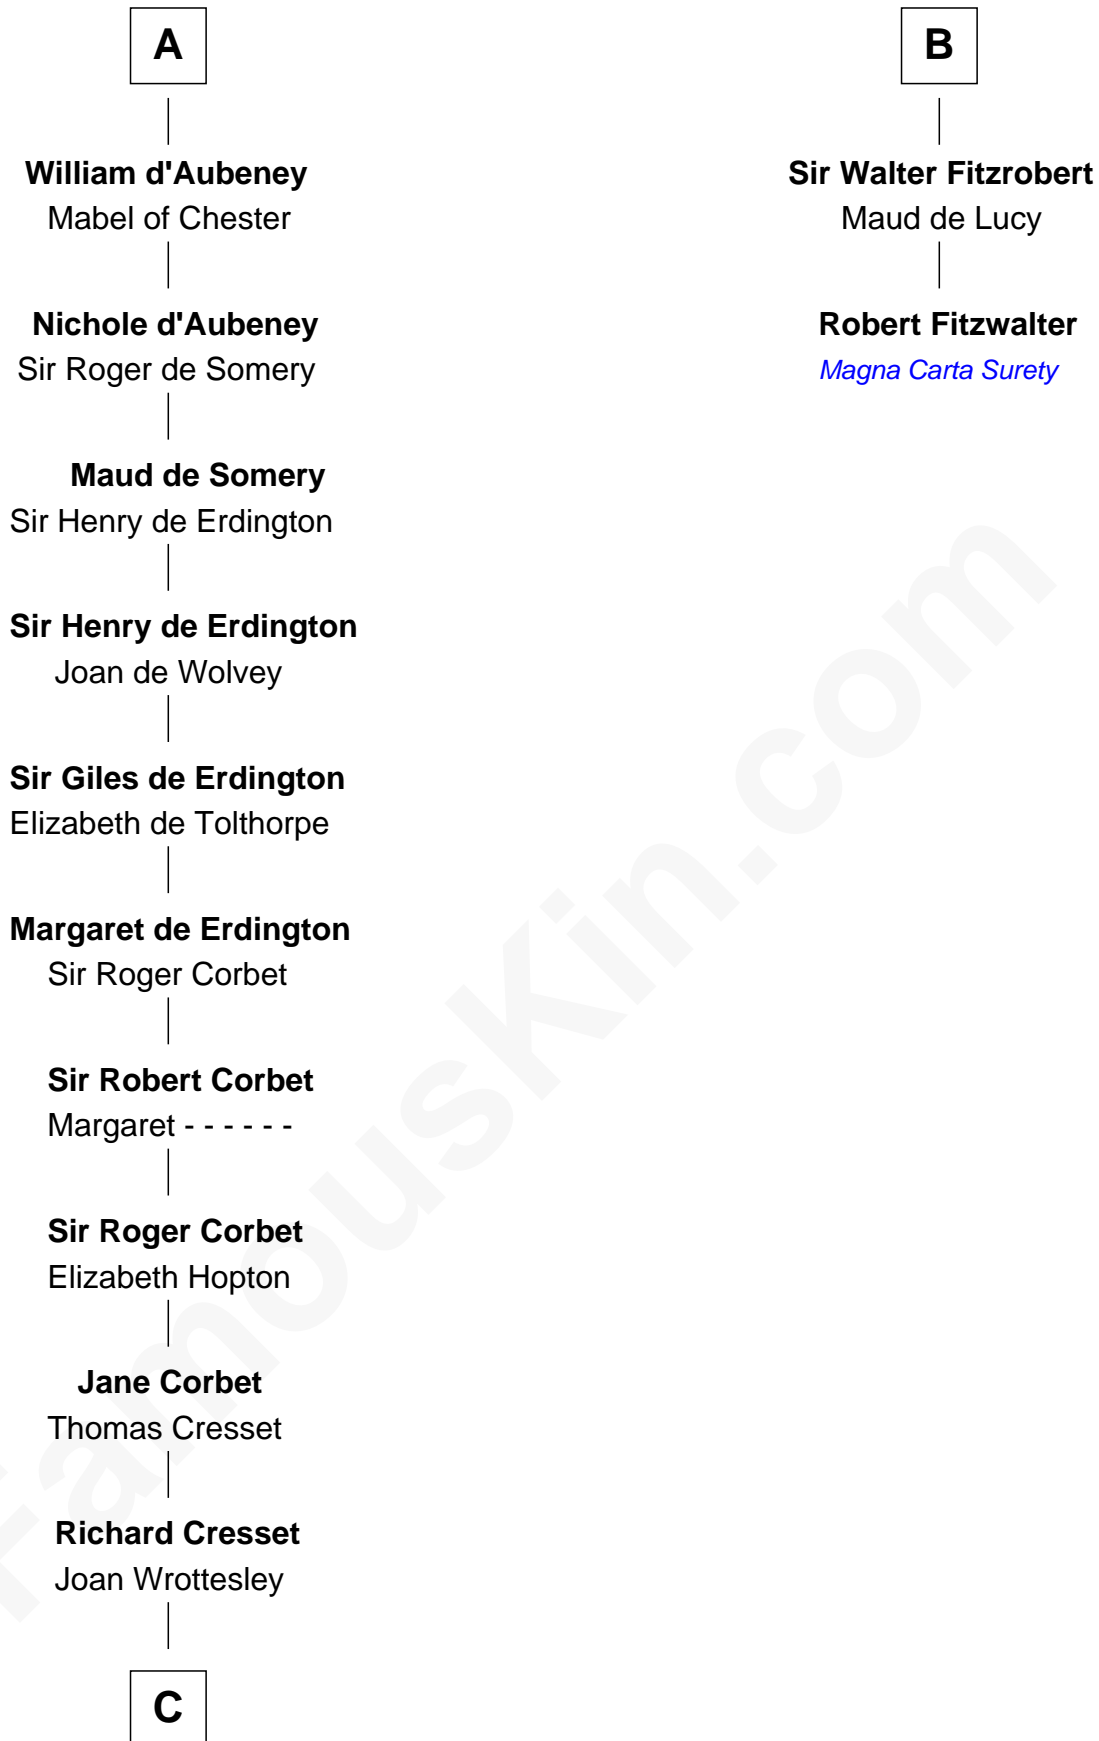 A
William d'Aubeney
Mabel of Chester
Nichole d'Aubeney
Sir Roger de Somery
Maud de Somery
Sir Henry de Erdington
Sir Henry de Erdington
Joan de Wolvey
Sir Giles de Erdington
Elizabeth de Tolthorpe
Margaret de Erdington
Sir Roger Corbet
Sir Robert Corbet
Margaret - - - - - -
Sir Roger Corbet
Elizabeth Hopton
Jane Corbet
Thomas Cresset
Richard Cresset
Joan Wrottesley
C
B
Sir Walter Fitzrobert
Maud de Lucy
Robert Fitzwalter
Magna Carta Surety
FamousKin.com